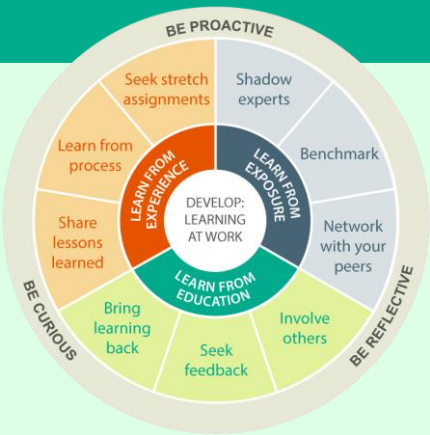 BE PROACTIVE
Seek stretch
assignments
Shadow
experts
Learn from
process
Benchmark
Share
lessons
learned
Network
with your
peers
LEARN FROM
EXPERIENCE
LEARN FROM
EXPOSURE
DEVELOP:
LEARNING
AT WORK
LEARN FROM
EDUCATION
Bring
learning
back
Seek
feedback
Involve
others
BE CURIOUS
BE REFLECTIVE